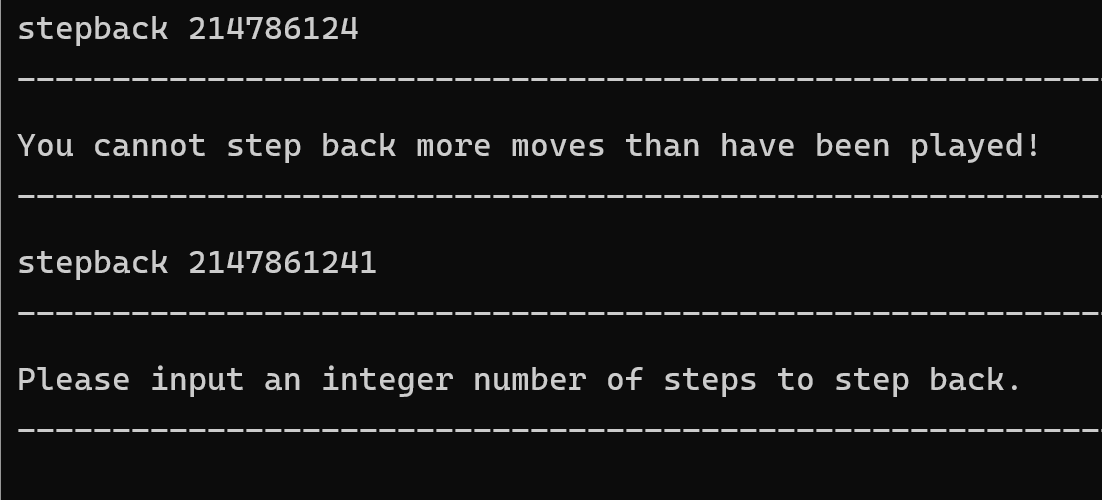 stepback 214786124
----------------------------------------------------------
You cannot step back more moves than have been played!
----------------------------------------------------------
stepback 2147861241
----------------------------------------------------------
Please input an integer number of steps to step back.
----------------------------------------------------------